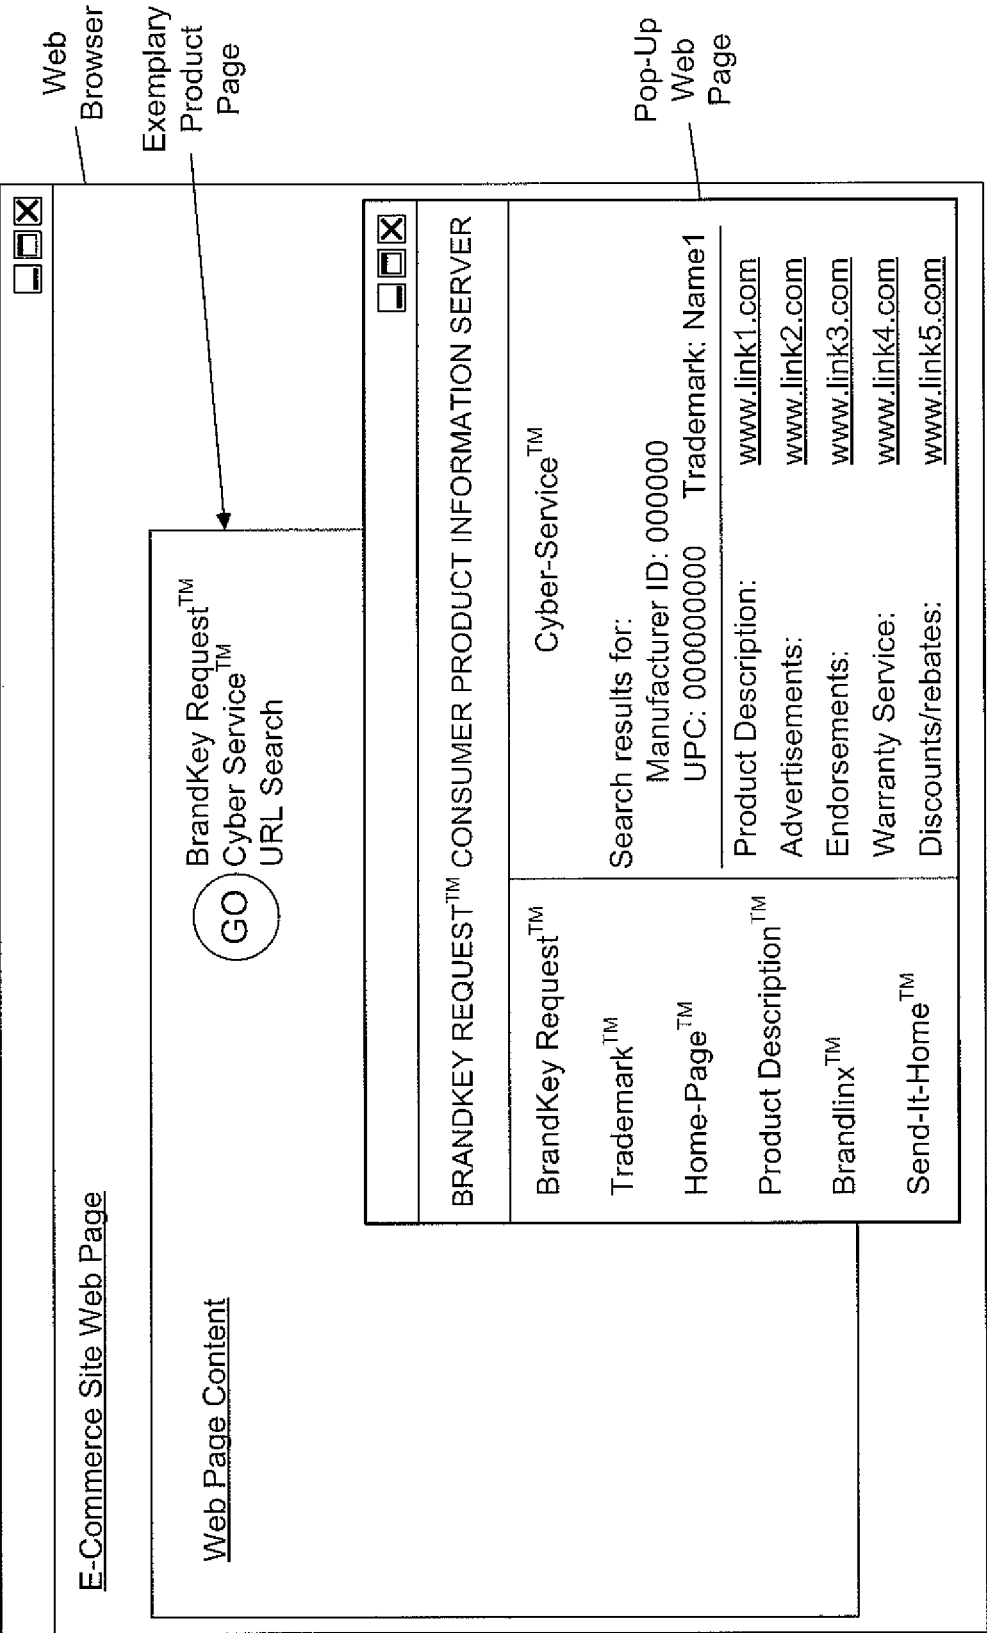 Web
Browser
Exemplary
Product
Page
E-Commerce Site Web Page
Web Page Content
GO
BrandKey Request™
Cyber Service™
URL Search
Pop-Up
Web
Page
BRANDKEY REQUEST™ CONSUMER PRODUCT INFORMATION SERVER
BrandKey Request™
Trademark™
Home-Page™
Product Description™
Brandlinx™
Send-It-Home™
Cyber-Service™
Search results for:
Manufacturer ID: 000000
UPC: 00000000 Trademark: Name1
Product Description: www.link1.com
Advertisements: www.link2.com
Endorsements: www.link3.com
Warranty Service: www.link4.com
Discounts/rebates: www.link5.com